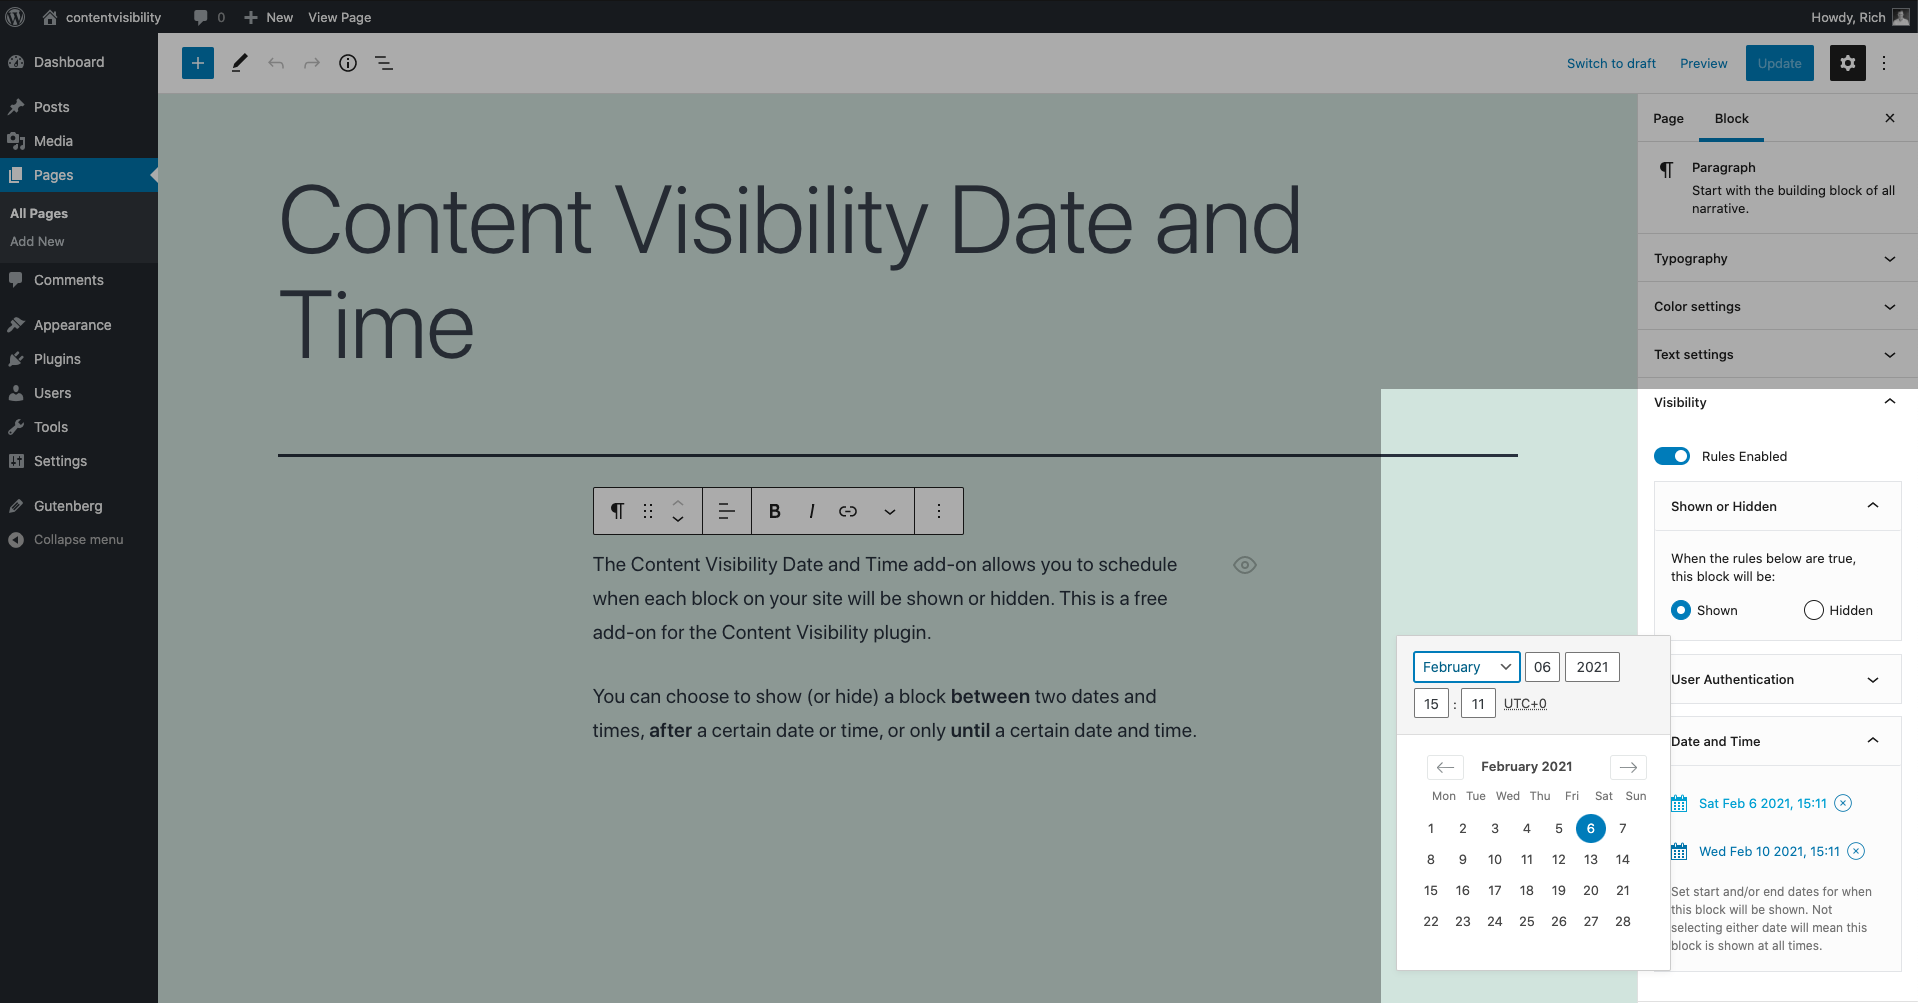 contentvisibility
0
New
View Page
Howdy, Rich
Dashboard
Posts
Media
Pages
All Pages
Add New
Comments
Appearance
Plugins
Users
Tools
Settings
Gutenberg
Collapse menu
Switch to draft
Preview
Update
Content Visibility Date and
Time
B I
The Content Visibility Date and Time add-on allows you to schedule
when each block on your site will be shown or hidden. This is a free
add-on for the Content Visibility plugin.
You can choose to show (or hide) a block between two dates and
times, after a certain date or time, or only until a certain date and time.
Page Block
Paragraph
Start with the building block of all
narrative.
Typography
Color settings
Text settings
Visibility
Rules Enabled
Shown or Hidden
When the rules below are true,
this block will be:
Shown Hidden
User Authentication
Date and Time
Sat Feb 6 2021, 15:11
Wed Feb 10 2021, 15:11
Set start and/or end dates for when
this block will be shown. Not
selecting either date will mean this
block is shown at all times.
February 06 2021
15 : 11 UTC+0
February 2021
Mon Tue Wed Thu Fri Sat Sun
1 2 3 4 5 6 7
8 9 10 11 12 13 14
15 16 17 18 19 20 21
22 23 24 25 26 27 28